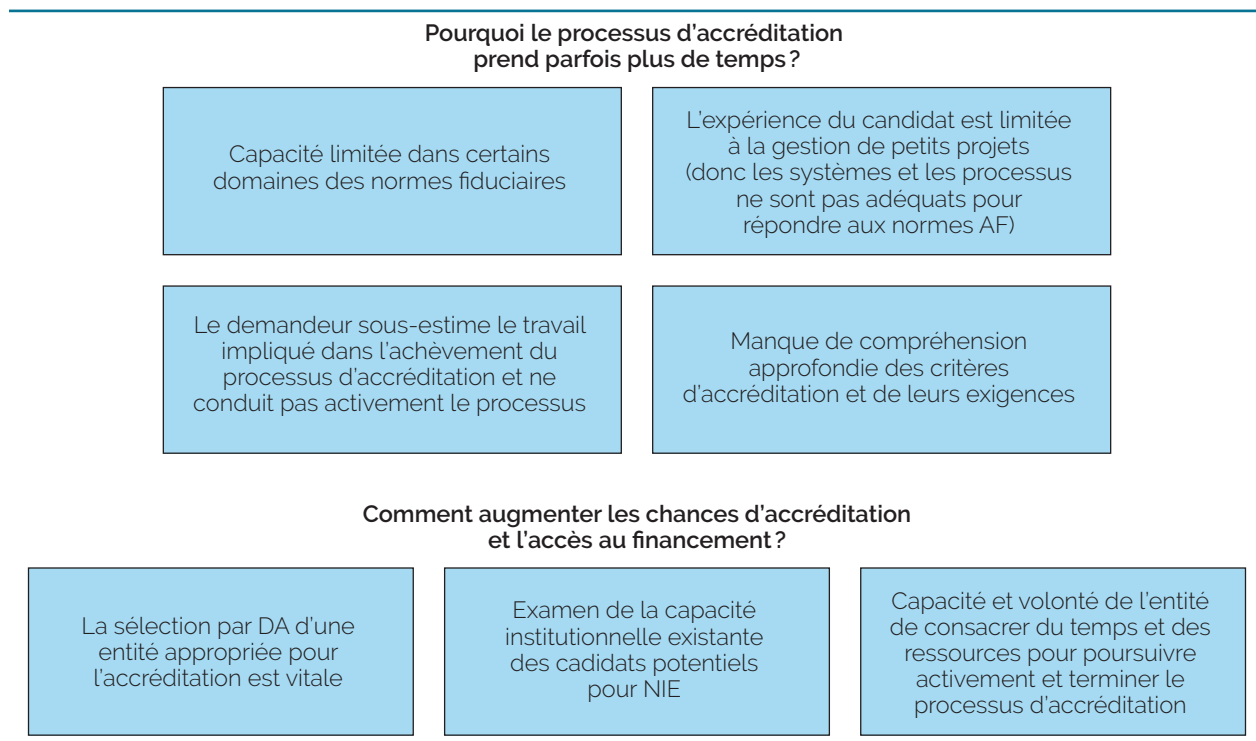 Pourquoi le processus d’accréditation
prend parfois plus de temps ?
Capacité limitée dans certains
domaines des normes fiduciaires
L’expérience du candidat est limitée
à la gestion de petits projets
(donc les systèmes et les processus
ne sont pas adéquats pour
répondre aux normes AF)
Le demandeur sous-estime le travail
impliqué dans l’achèvement du
processus d’accréditation et ne
conduit pas activement le processus
Manque de compréhension
approfondie des critères
d’accréditation et de leurs exigences
Comment augmenter les chances d’accréditation
et l’accès au financement ?
La sélection par DA d’une
entité appropriée pour
l’accréditation est vitale
Examen de la capacité
institutionnelle existante
des cadidats potentiels
pour NIE
Capacité et volonté de l’entité
de consacrer du temps et des
ressources pour poursuivre
activement et terminer le
processus d’accréditation